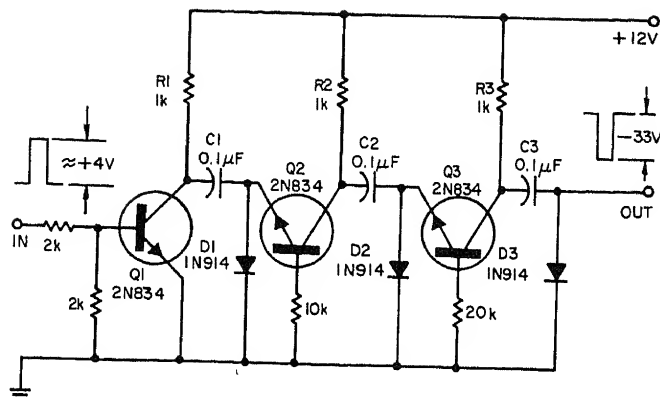 +12V
R1
1k
R2
1k
R3
1k
≈+4V
C1
0.1µF
Q2
2N834
C2
0.1µF
Q3
2N834
C3
0.1µF
-33V
IN
2k
Q1
2N834
2k
D1
1N914
10k
D2
1N914
20k
D3
1N914
OUT